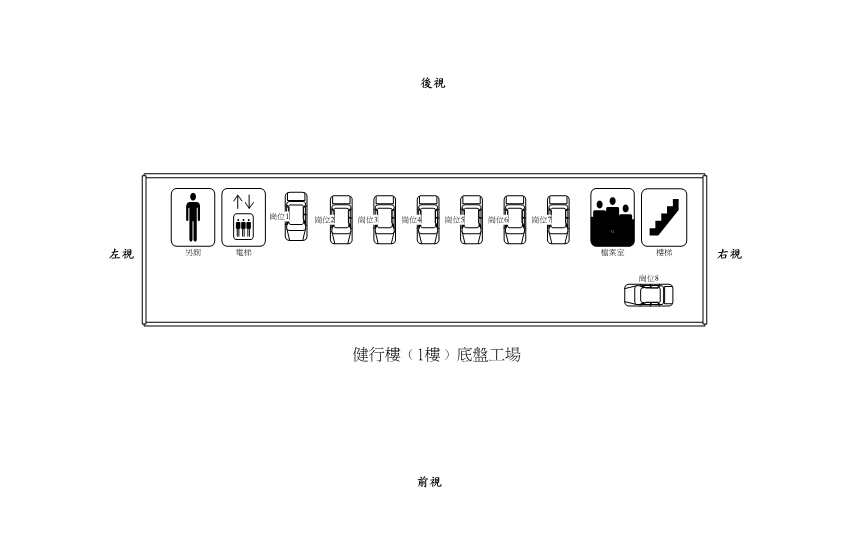 後視
崗位1
崗位2
崗位3
崗位4
崗位5
崗位6
崗位7
男廁
電梯
檔案室
樓梯
左視
右視
崗位8
健行樓（1樓）底盤工場
前視